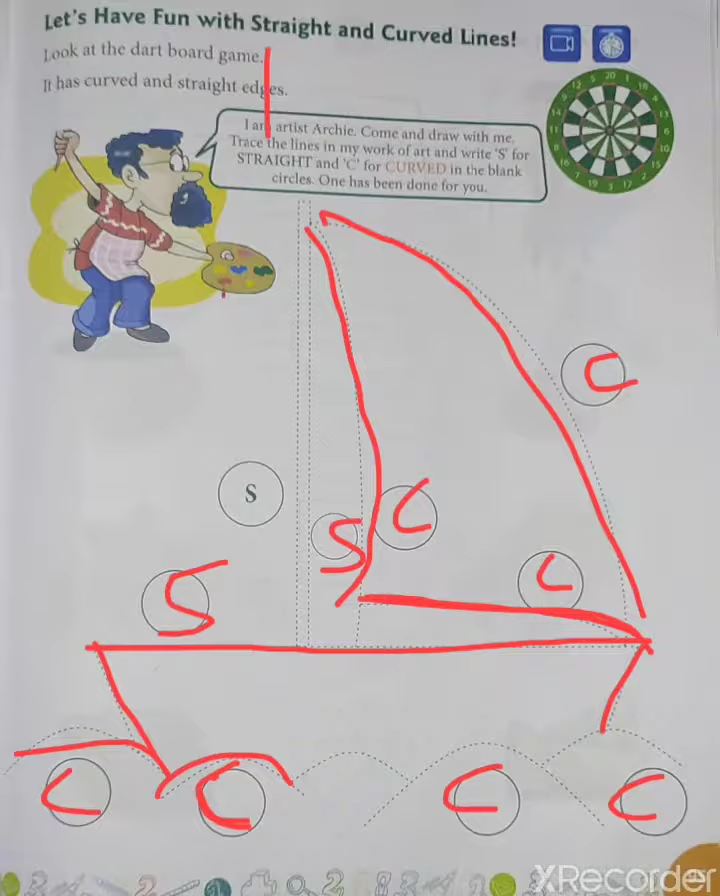 Let's Have Fun with Straight and Curved Lines!
Look at the dart board game.
It has curved and straight edges.
I am artist Archie. Come and draw with me.
Trace the lines in my work of art and write 'S' for
STRAIGHT and 'C' for CURVED in the blank
circles. One has been done for you.
C
S
S
C
C
S
C
C
C
C
XRecorder